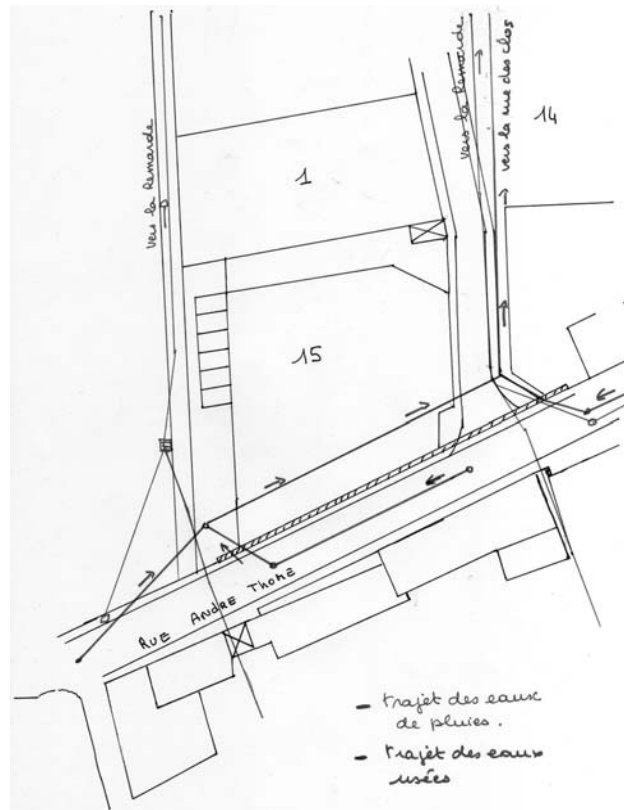 vers la Remarde
vers la Remarde
vers la rue des clos
14
1
15
RUE ANDRE THOME
- trajet des eaux
de pluies.
- trajet des eaux
usées